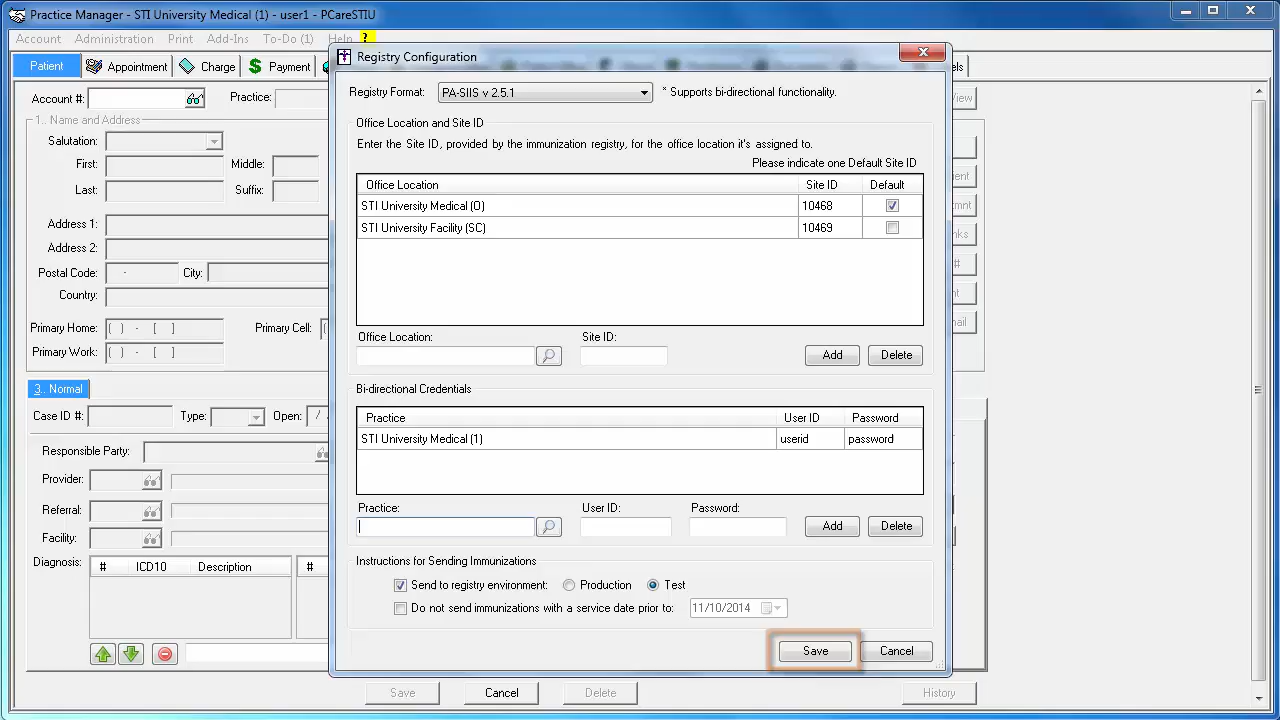 Practice Manager - STI University Medical (1) - user1 - PCareSTIU
Account Administration Print Add-Ins To-Do (1) Help ?
Patient Appointment Charge Payment
Account #: Practice:
1.. Name and Address
Salutation:
First: Middle:
Last: Suffix:
Address 1:
Address 2:
Postal Code: - City:
Country:
Primary Home: ( ) - [ ] Primary Cell: (
Primary Work: ( ) - [ ]
3.. Normal
Case ID #: Type: Open: / /
Responsible Party:
Provider:
Referral:
Facility:
Diagnosis: # ICD10 Description #
Registry Configuration
Registry Format: PA-SIIS v 2.5.1 * Supports bi-directional functionality.
Office Location and Site ID
Enter the Site ID, provided by the immunization registry, for the office location it's assigned to.
Please indicate one Default Site ID
Office Location Site ID Default
STI University Medical (O) 10468
STI University Facility (SC) 10469
Office Location: Site ID:
Add Delete
Bi-directional Credentials
Practice User ID Password
STI University Medical (1) userid password
Practice: User ID: Password:
Add Delete
Instructions for Sending Immunizations
Send to registry environment: Production Test
Do not send immunizations with a service date prior to: 11/10/2014
Save Cancel
Save Cancel Delete History